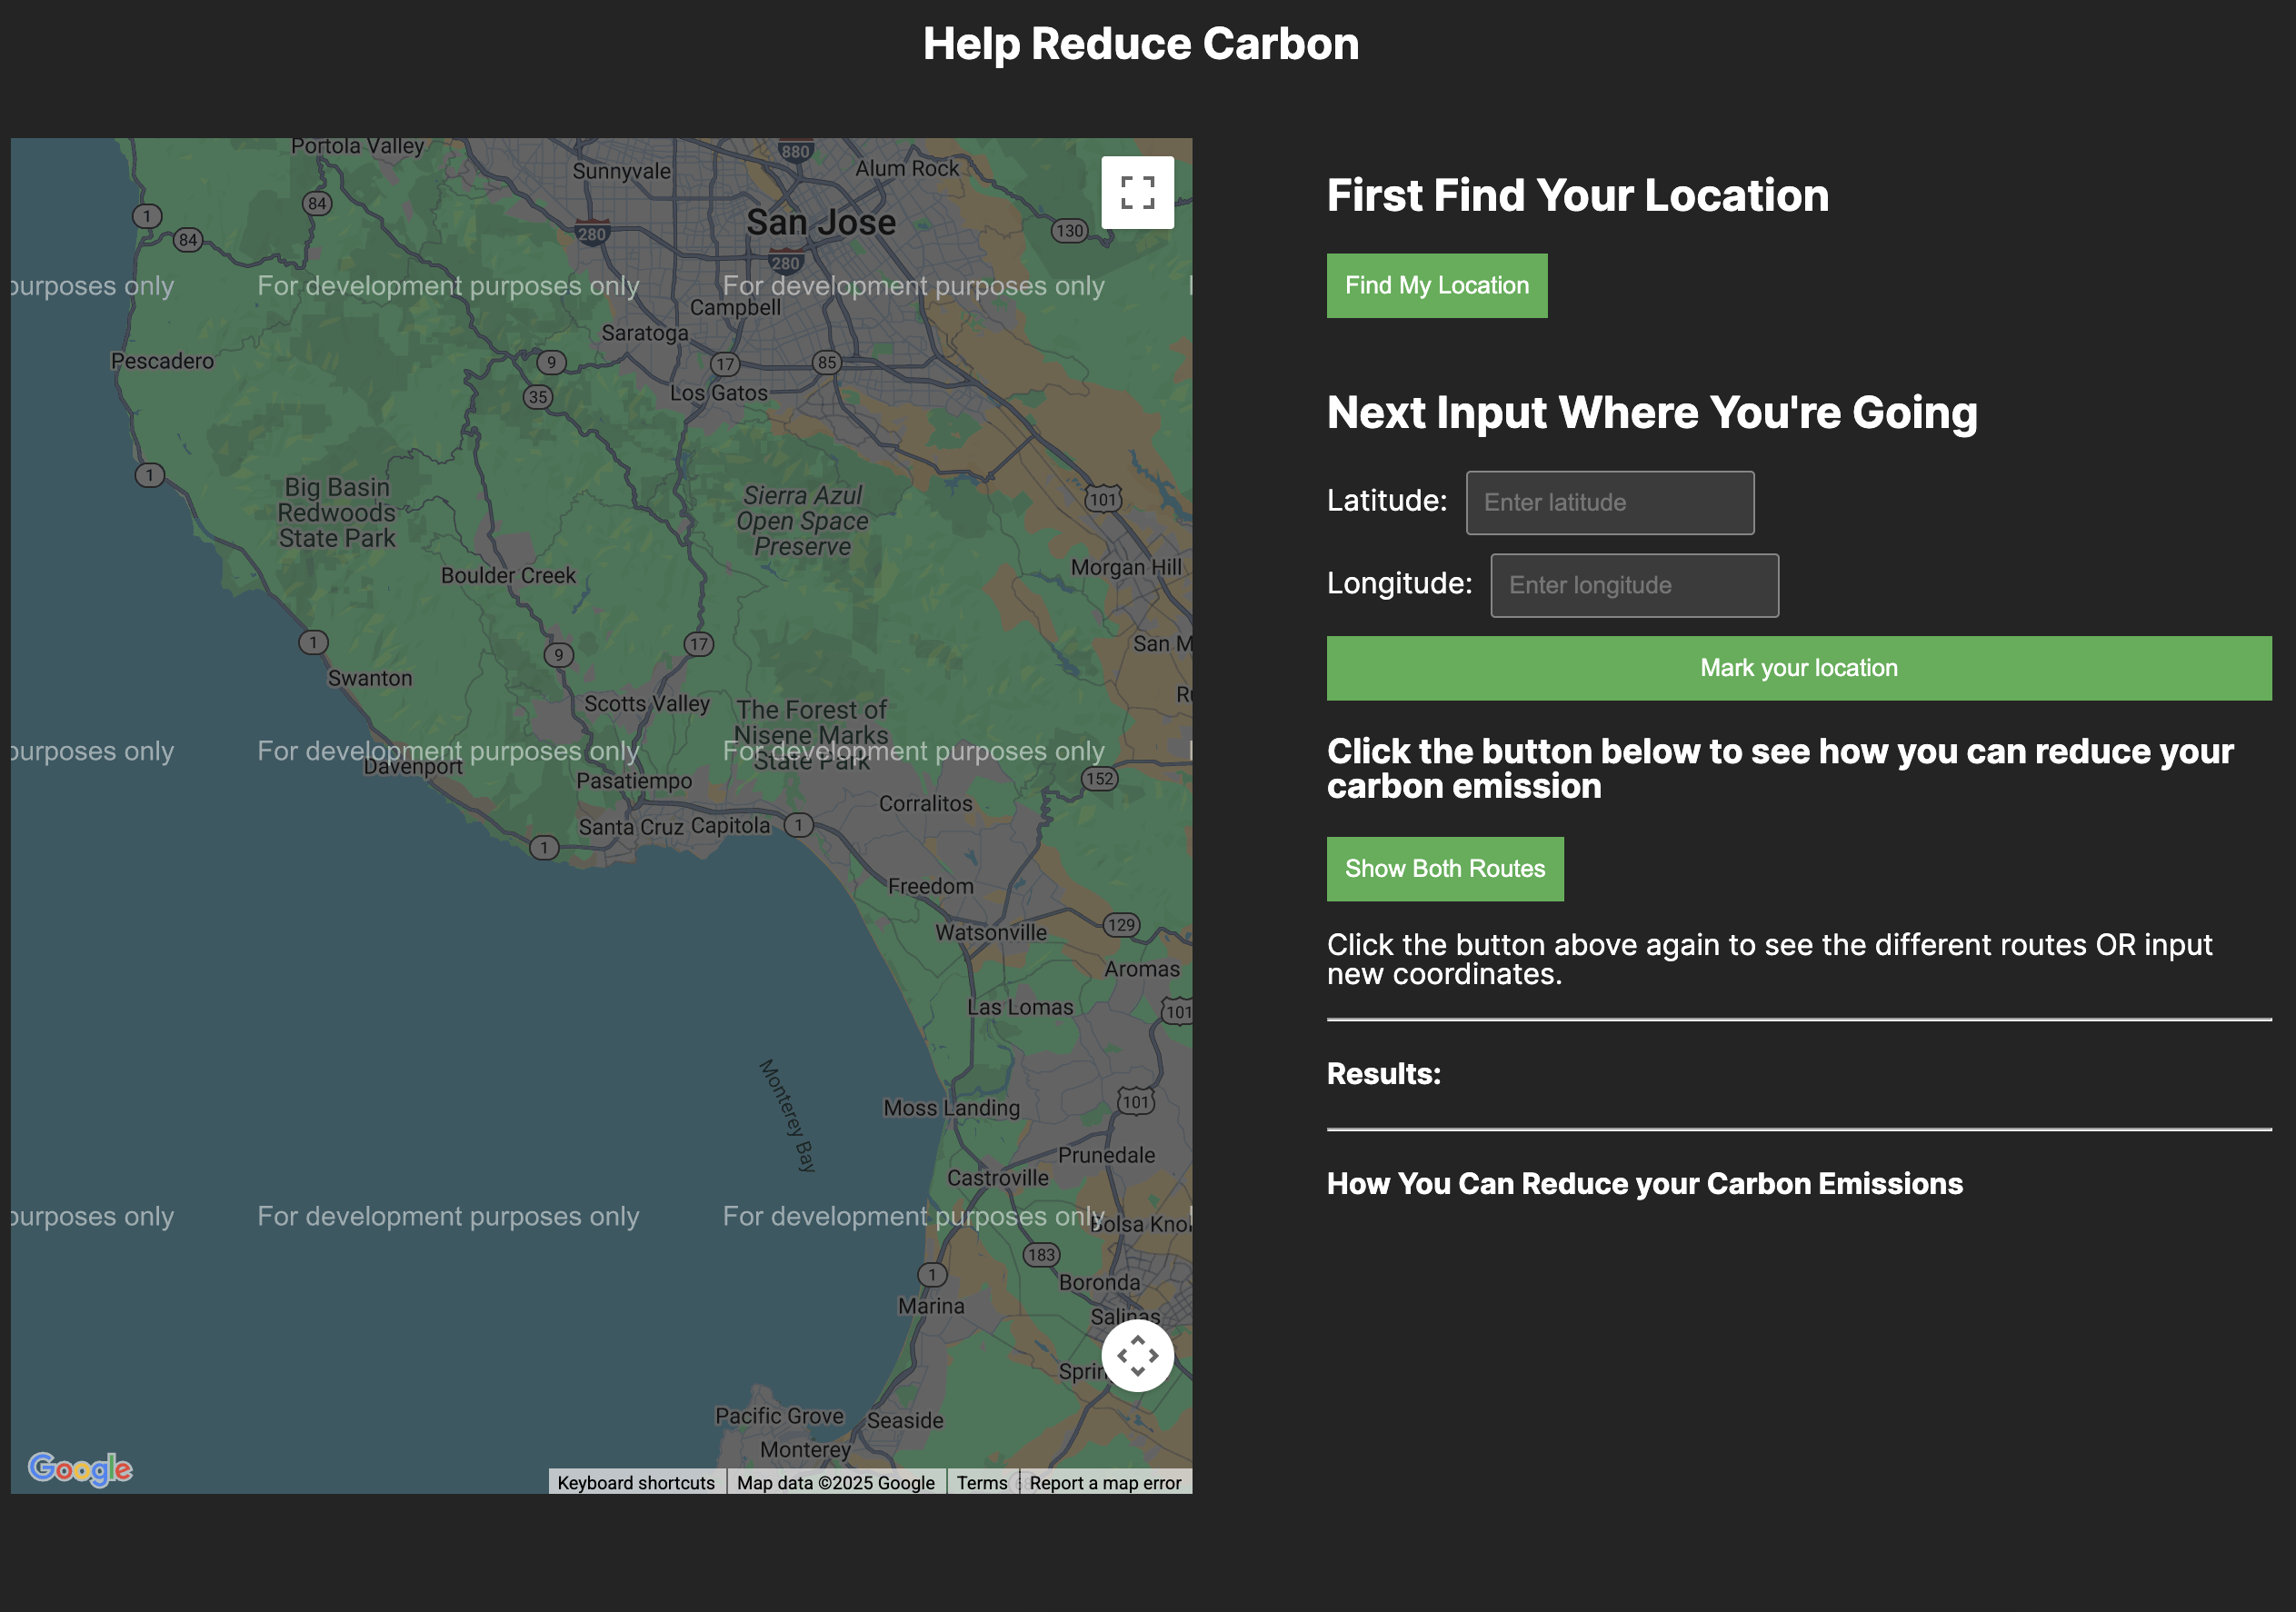 Help Reduce Carbon
Portola Valley
880
Sunnyvale
Alum Rock
84
1
San Jose
280
130
84
280
purposes only
For development purposes only
For development purposes only
Campbell
Saratoga
Pescadero
9
17
85
35
Los Gatos
1
Big Basin
Redwoods
State Park
Sierra Azul
Open Space
Preserve
101
Morgan Hill
Boulder Creek
1
9
17
San M
Swanton
Scotts Valley
The Forest of
Nisene Marks
State Park
purposes only
For development purposes only
For development purposes only
Davenport
Pasatiempo
152
Corralitos
Santa Cruz
Capitola
1
1
Freedom
Watsonville
129
Aromas
Las Lomas
101
Monterey Bay
Moss Landing
101
Prunedale
Castroville
purposes only
For development purposes only
For development purposes only
Bolsa Knol
183
1
Boronda
Marina
Salinas
Sprin
Pacific Grove
Seaside
Monterey
Google
Keyboard shortcuts
Map data ©2025 Google
Terms
Report a map error
First Find Your Location
Find My Location
Next Input Where You're Going
Latitude: Enter latitude
Longitude: Enter longitude
Mark your location
Click the button below to see how you can reduce your
carbon emission
Show Both Routes
Click the button above again to see the different routes OR input
new coordinates.
Results:
How You Can Reduce your Carbon Emissions